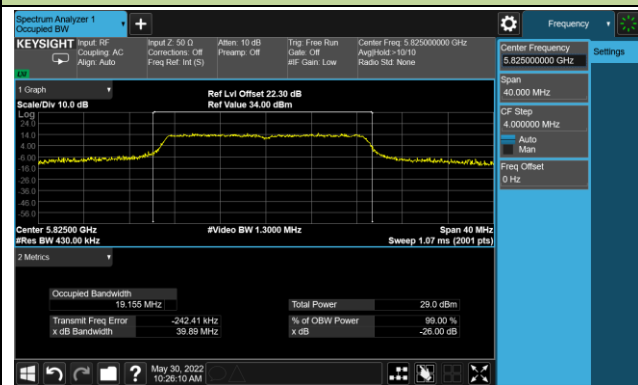 Spectrum Analyzer 1
Occupied BW
Frequency
KEYSIGHT
Input: RF
Coupling: AC
Align: Auto
Input Z: 50 Ω
Corrections: Off
Freq Ref: Int (S)
Atten: 10 dB
Preamp: Off
Trig: Free Run
Gate: Off
#IF Gain: Low
Center Freq: 5.825000000 GHz
Avg|Hold:>10/10
Radio Std: None
Center Frequency
5.825000000 GHz
Settings
Span
40.000 MHz
CF Step
4.000000 MHz
Auto
Man
Freq Offset
0 Hz
1 Graph
Scale/Div 10.0 dB
Ref Lvl Offset 22.30 dB
Ref Value 34.00 dBm
Log
24.0
14.0
4.00
-6.00
-16.0
-26.0
-36.0
-46.0
-56.0
Center 5.82500 GHz
#Res BW 430.00 kHz
#Video BW 1.3000 MHz
Span 40 MHz
Sweep 1.07 ms (2001 pts)
2 Metrics
Occupied Bandwidth
19.155 MHz
Total Power 29.0 dBm
Transmit Freq Error -242.41 kHz
% of OBW Power 99.00 %
x dB Bandwidth 39.89 MHz
x dB -26.00 dB
?
May 30, 2022
10:26:10 AM